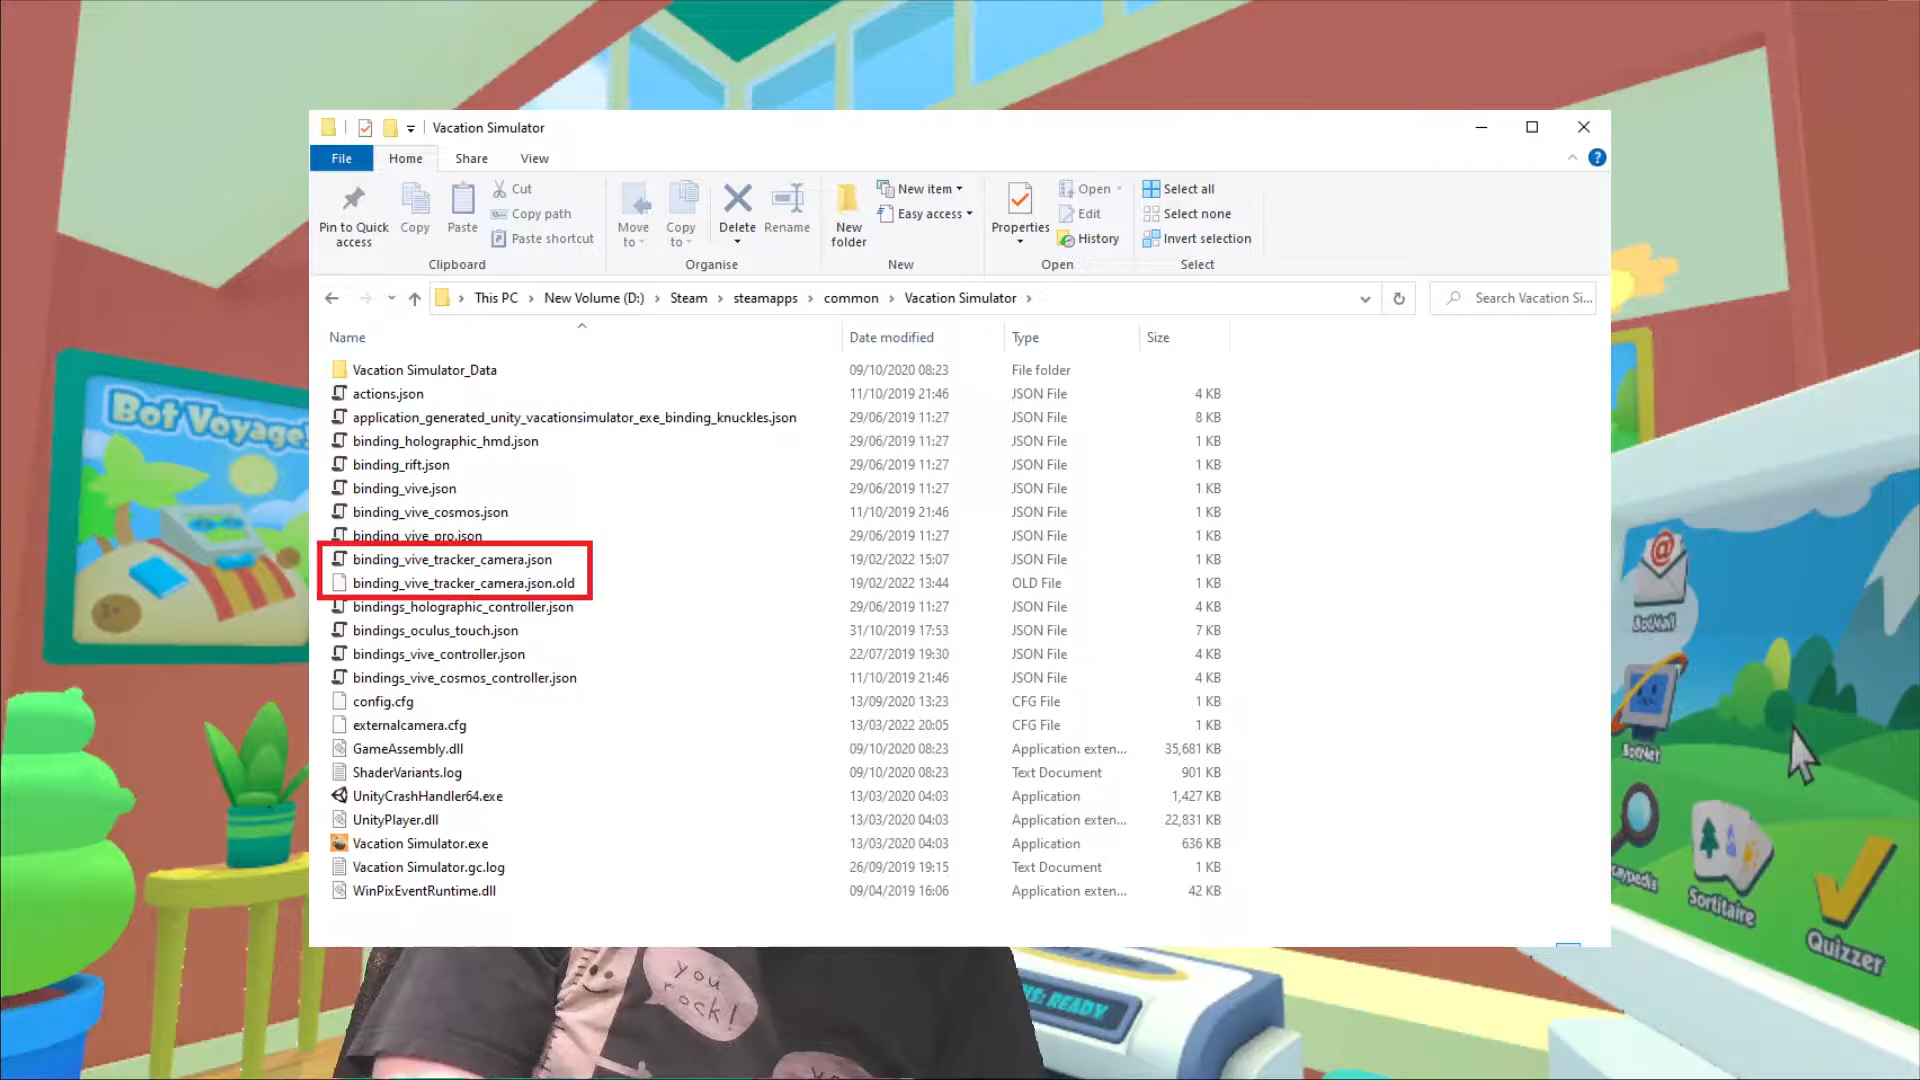 Vacation Simulator
File Home Share View
Pin to Quick access
Copy
Paste
Cut
Copy path
Paste shortcut
Clipboard
Move to
Copy to
Delete
Rename
Organise
New folder
New item
Easy access
New
Properties
Open
Edit
History
Open
Select all
Select none
Invert selection
Select
This PC › New Volume (D:) › Steam › steamapps › common › Vacation Simulator ›
Search Vacation Si...
Name Date modified Type Size
Vacation Simulator_Data 09/10/2020 08:23 File folder
actions.json 11/10/2019 21:46 JSON File 4 KB
application_generated_unity_vacationsimulator_exe_binding_knuckles.json 29/06/2019 11:27 JSON File 8 KB
binding_holographic_hmd.json 29/06/2019 11:27 JSON File 1 KB
binding_rift.json 29/06/2019 11:27 JSON File 1 KB
binding_vive.json 29/06/2019 11:27 JSON File 1 KB
binding_vive_cosmos.json 11/10/2019 21:46 JSON File 1 KB
binding_vive_pro.json 29/06/2019 11:27 JSON File 1 KB
binding_vive_tracker_camera.json 19/02/2022 15:07 JSON File 1 KB
binding_vive_tracker_camera.json.old 19/02/2022 13:44 OLD File 1 KB
bindings_holographic_controller.json 29/06/2019 11:27 JSON File 4 KB
bindings_oculus_touch.json 31/10/2019 17:53 JSON File 7 KB
bindings_vive_controller.json 22/07/2019 19:30 JSON File 4 KB
bindings_vive_cosmos_controller.json 11/10/2019 21:46 JSON File 4 KB
config.cfg 13/09/2020 13:23 CFG File 1 KB
externalcamera.cfg 13/03/2022 20:05 CFG File 1 KB
GameAssembly.dll 09/10/2020 08:23 Application exten... 35,681 KB
ShaderVariants.log 09/10/2020 08:23 Text Document 901 KB
UnityCrashHandler64.exe 13/03/2020 04:03 Application 1,427 KB
UnityPlayer.dll 13/03/2020 04:03 Application exten... 22,831 KB
Vacation Simulator.exe 13/03/2020 04:03 Application 636 KB
Vacation Simulator.gc.log 26/09/2019 19:15 Text Document 1 KB
WinPixEventRuntime.dll 09/04/2019 16:06 Application exten... 42 KB
Bot Voyage!
BotMail
BotNet
Sortitaire
Quizzer
you
rock!
READY